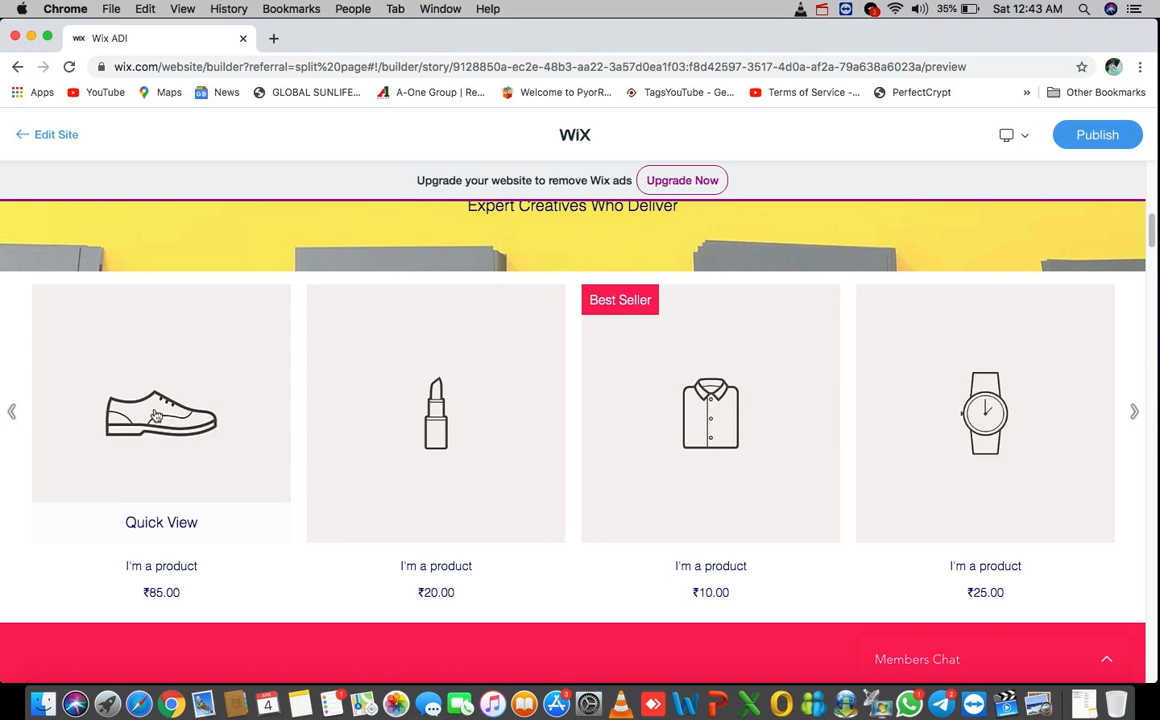 Chrome File Edit View History Bookmarks People Tab Window Help 2 35% Sat 12:43 AM
WiX Wix ADI
wix.com/website/builder?referral=split%20page#!/builder/story/9128850a-ec2e-48b3-aa22-3a57d0ea1f03:f8d42597-3517-4d0a-af2a-79a638a6023a/preview
Apps YouTube Maps News GLOBAL SUNLIFE... A-One Group | Re... Welcome to PyorR... TagsYouTube - Ge... Terms of Service -... PerfectCrypt » Other Bookmarks
Edit Site WiX Publish
Upgrade your website to remove Wix ads Upgrade Now
Expert Creatives Who Deliver
Best Seller
Quick View
I'm a product I'm a product I'm a product I'm a product
₹85.00 ₹20.00 ₹10.00 ₹25.00
Members Chat